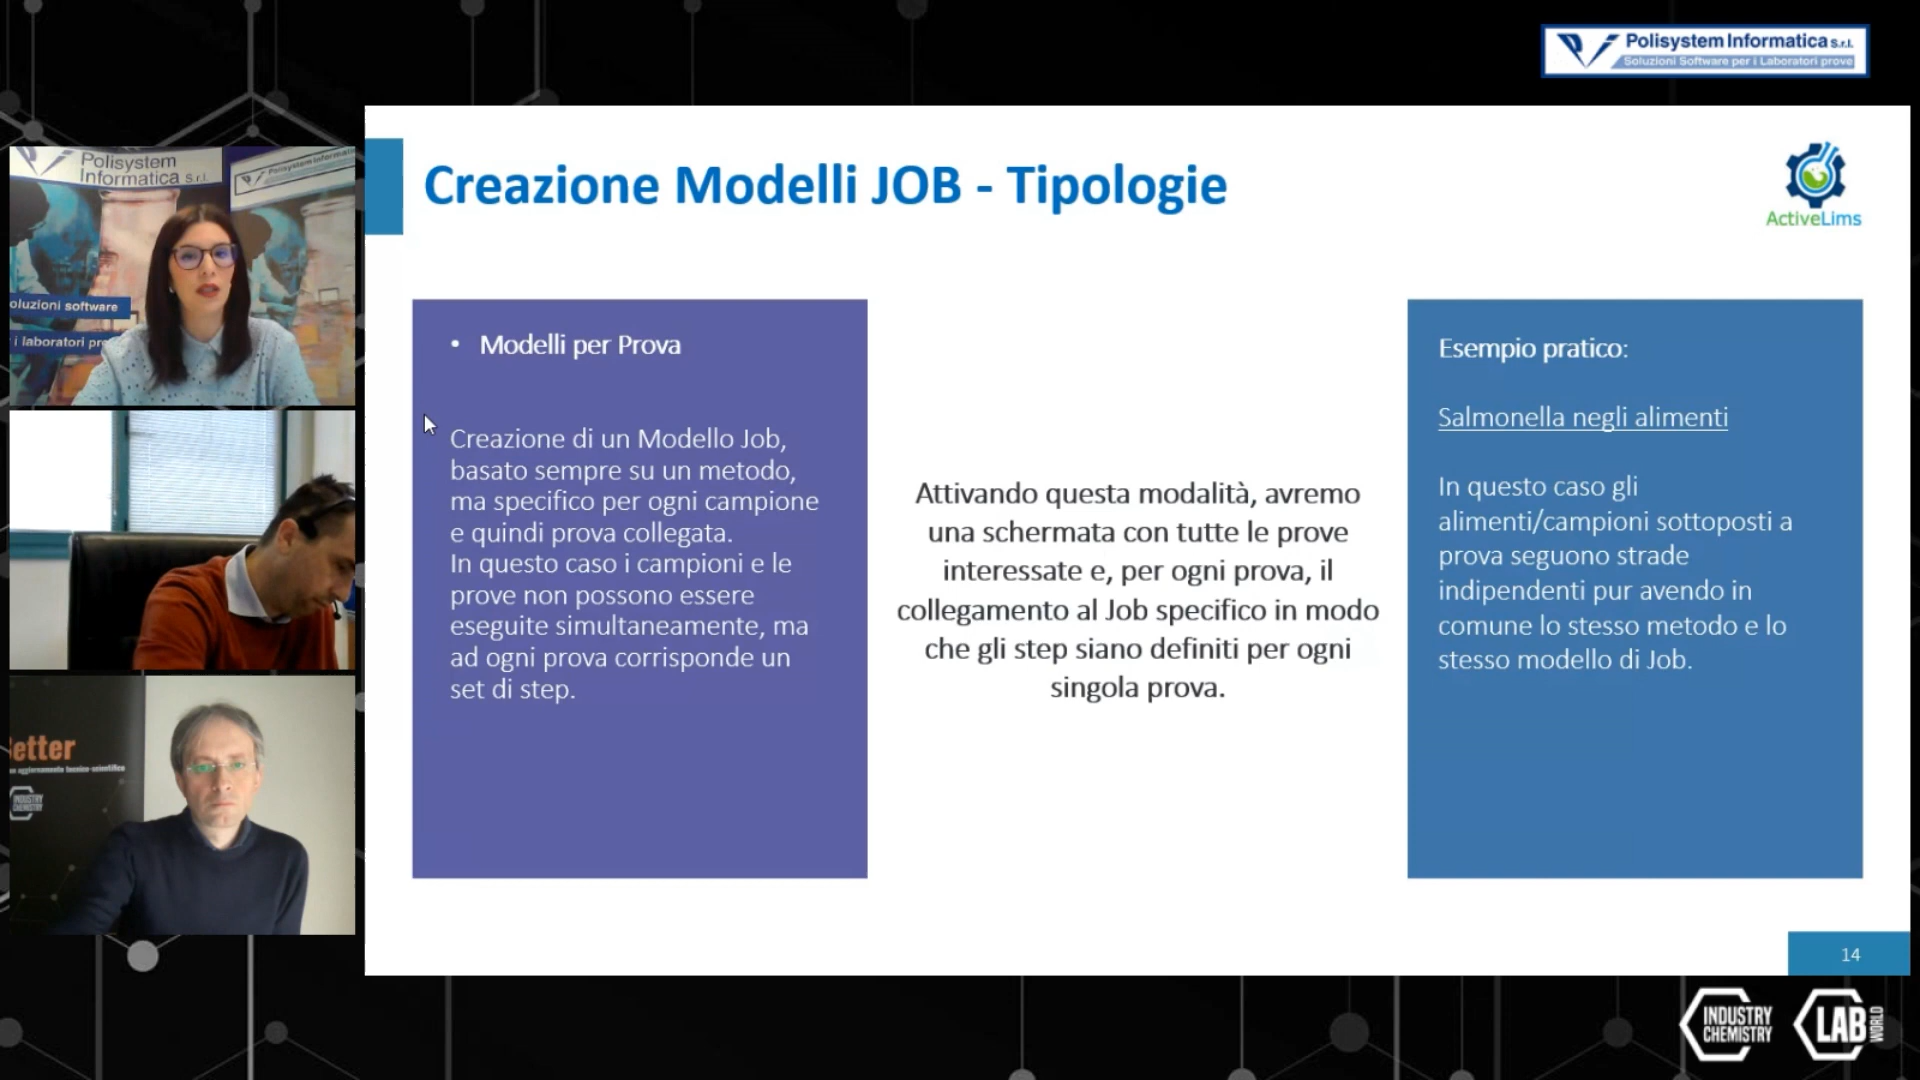 Polisystem Informatica s.r.l.
Soluzioni Software per i Laboratori prove
Polisystem
Informatica s.r.l.
oluzioni software
i laboratori pr
etter
INDUSTRY
CHEMISTRY
Creazione Modelli JOB - Tipologie
ActiveLims
• Modelli per Prova
Creazione di un Modello Job,
basato sempre su un metodo,
ma specifico per ogni campione
e quindi prova collegata.
In questo caso i campioni e le
prove non possono essere
eseguite simultaneamente, ma
ad ogni prova corrisponde un
set di step.
Attivando questa modalità, avremo
una schermata con tutte le prove
interessate e, per ogni prova, il
collegamento al Job specifico in modo
che gli step siano definiti per ogni
singola prova.
Esempio pratico:
Salmonella negli alimenti
In questo caso gli
alimenti/campioni sottoposti a
prova seguono strade
indipendenti pur avendo in
comune lo stesso metodo e lo
stesso modello di Job.
14
INDUSTRY
CHEMISTRY
LAB
WORLD